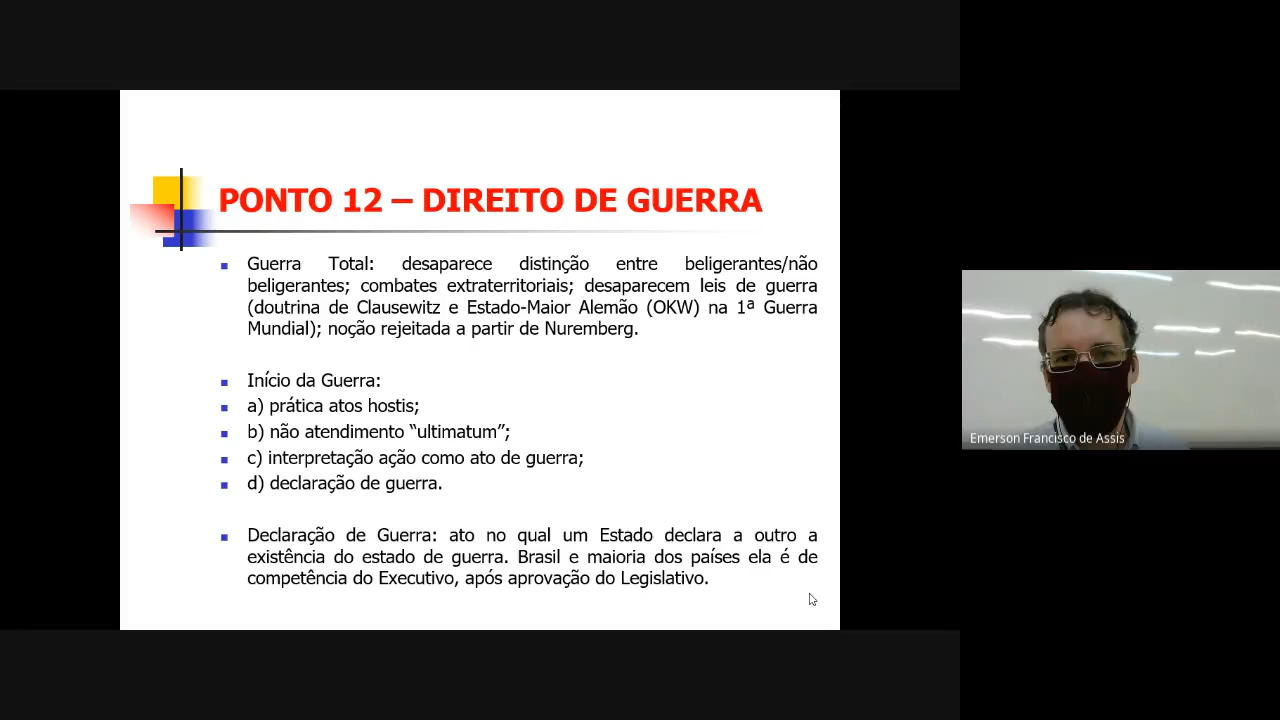 PONTO 12 – DIREITO DE GUERRA
Guerra Total: desaparece distinção entre beligerantes/não
beligerantes; combates extraterritoriais; desaparecem leis de guerra
(doutrina de Clausewitz e Estado-Maior Alemão (OKW) na 1ª Guerra
Mundial); noção rejeitada a partir de Nuremberg.
Início da Guerra:
a) prática atos hostis;
b) não atendimento “ultimatum”;
c) interpretação ação como ato de guerra;
d) declaração de guerra.
Declaração de Guerra: ato no qual um Estado declara a outro a
existência do estado de guerra. Brasil e maioria dos países ela é de
competência do Executivo, após aprovação do Legislativo.
Emerson Francisco de Assis